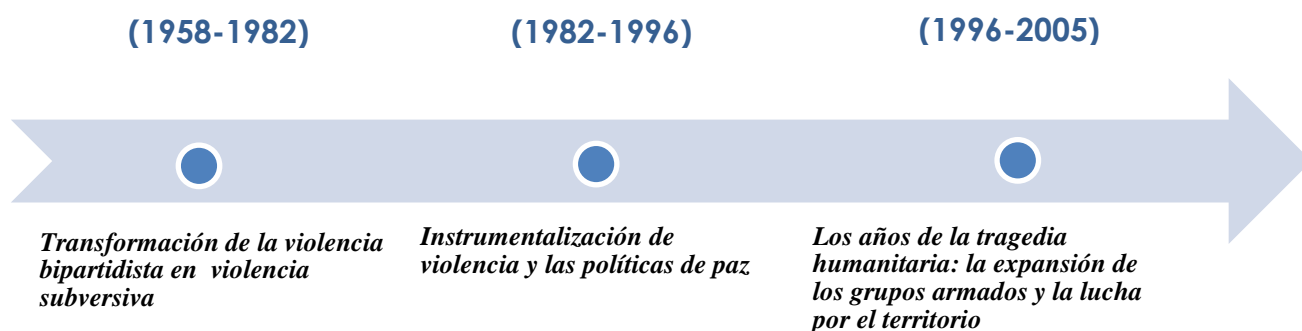 (1958-1982)
(1982-1996)
(1996-2005)
Transformación de la violencia
bipartidista en violencia
subversiva
Instrumentalización de
violencia y las políticas de paz
Los años de la tragedia
humanitaria: la expansión de
los grupos armados y la lucha
por el territorio